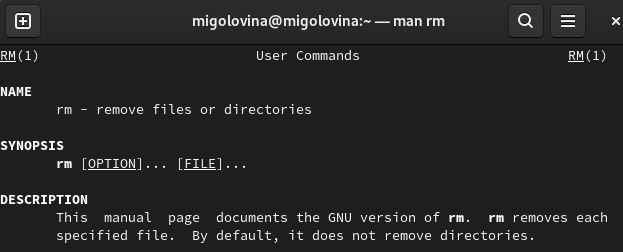 migolovina@migolovina:~ — man rm
RM(1) User Commands RM(1)
NAME
rm - remove files or directories
SYNOPSIS
rm [OPTION]... [FILE]...
DESCRIPTION
This manual page documents the GNU version of rm. rm removes each
specified file. By default, it does not remove directories.